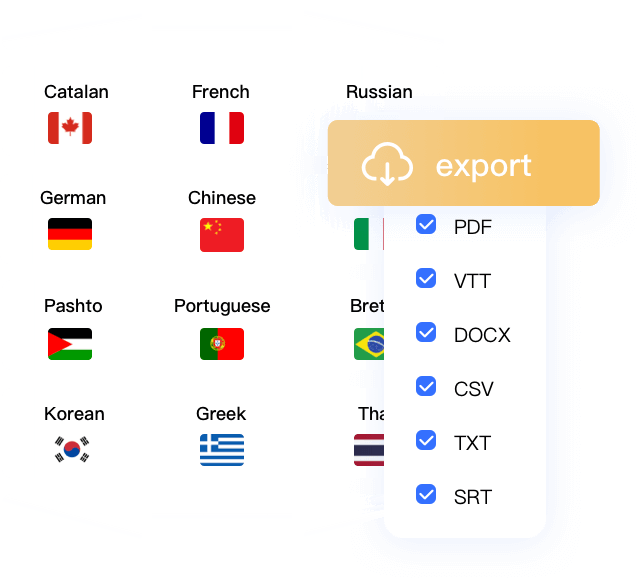 Catalan
French
Russian
export
German
Chinese
PDF
VTT
Pashto
Portuguese
Bret
DOCX
CSV
Korean
Greek
Tha
TXT
SRT